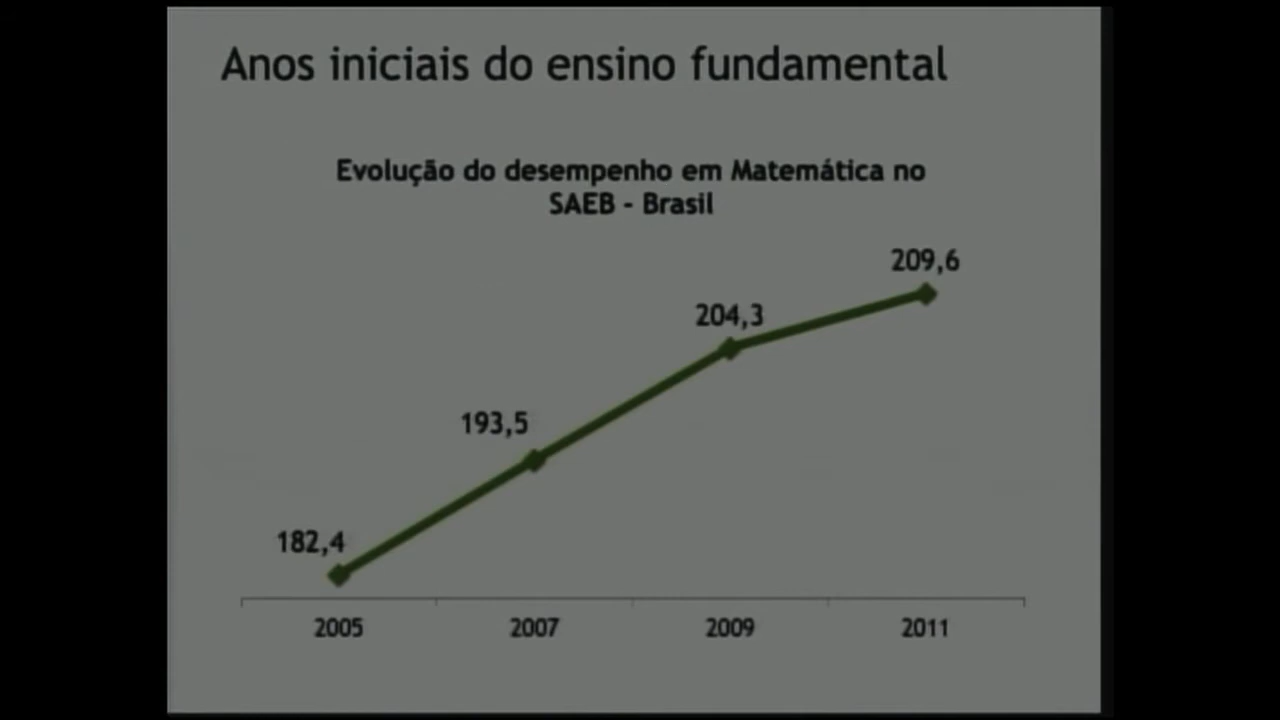 Anos iniciais do ensino fundamental
Evolução do desempenho em Matemática no
SAEB - Brasil
209,6
204,3
193,5
182,4
2005 2007 2009 2011